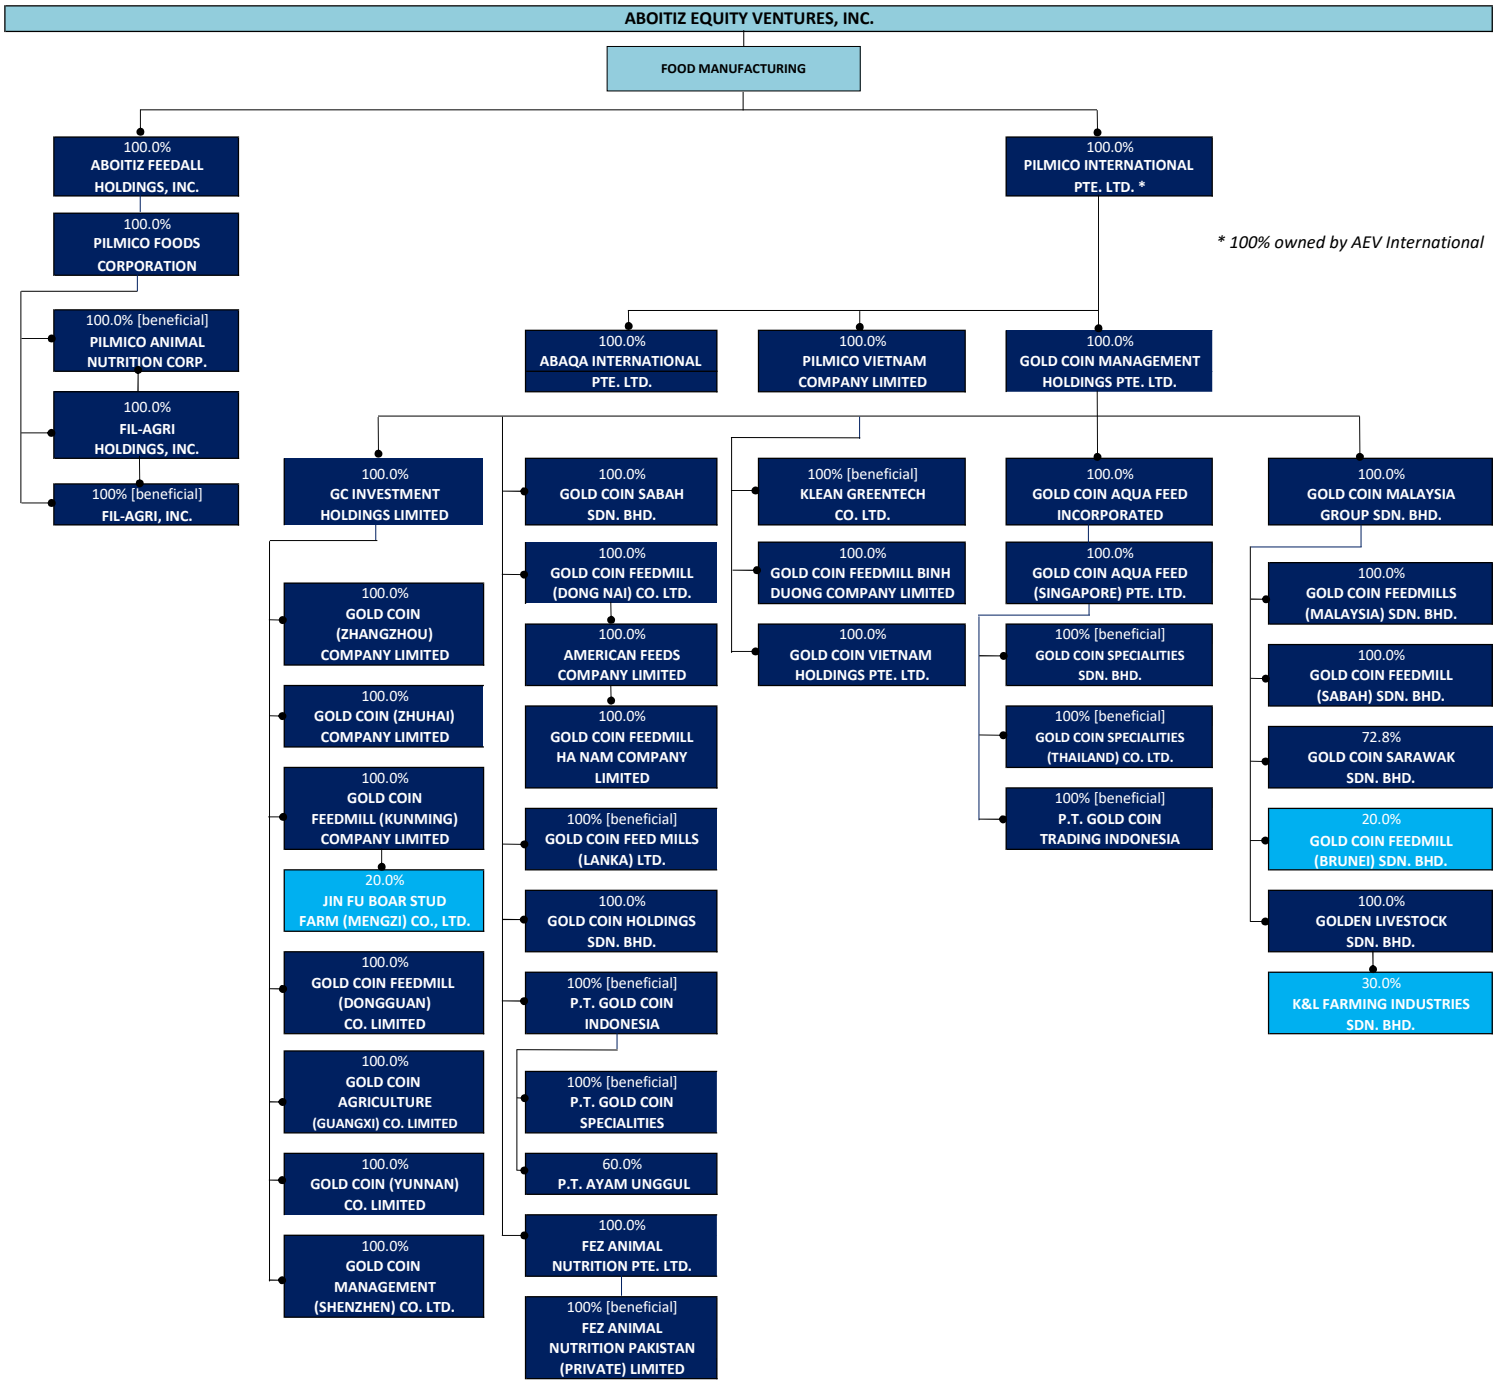 ABOITIZ EQUITY VENTURES, INC.
FOOD MANUFACTURING
100.0%
ABOITIZ FEEDALL
HOLDINGS, INC.
100.0%
PILMICO FOODS
CORPORATION
100.0% [beneficial]
PILMICO ANIMAL
NUTRITION CORP.
100.0%
FIL-AGRI
HOLDINGS, INC.
100% [beneficial]
FIL-AGRI, INC.
100.0%
PILMICO INTERNATIONAL
PTE. LTD. *
* 100% owned by AEV International
100.0%
ABAQA INTERNATIONAL
PTE. LTD.
100.0%
PILMICO VIETNAM
COMPANY LIMITED
100.0%
GOLD COIN MANAGEMENT
HOLDINGS PTE. LTD.
100.0%
GC INVESTMENT
HOLDINGS LIMITED
100.0%
GOLD COIN
(ZHANGZHOU)
COMPANY LIMITED
100.0%
GOLD COIN (ZHUHAI)
COMPANY LIMITED
100.0%
GOLD COIN
FEEDMILL (KUNMING)
COMPANY LIMITED
20.0%
JIN FU BOAR STUD
FARM (MENGZI) CO., LTD.
100.0%
GOLD COIN FEEDMILL
(DONGGUAN)
CO. LIMITED
100.0%
GOLD COIN
AGRICULTURE
(GUANGXI) CO. LIMITED
100.0%
GOLD COIN (YUNNAN)
CO. LIMITED
100.0%
GOLD COIN
MANAGEMENT
(SHENZHEN) CO. LTD.
100.0%
GOLD COIN SABAH
SDN. BHD.
100.0%
GOLD COIN FEEDMILL
(DONG NAI) CO. LTD.
100.0%
AMERICAN FEEDS
COMPANY LIMITED
100.0%
GOLD COIN FEEDMILL
HA NAM COMPANY
LIMITED
100% [beneficial]
GOLD COIN FEED MILLS
(LANKA) LTD.
100.0%
GOLD COIN HOLDINGS
SDN. BHD.
100% [beneficial]
P.T. GOLD COIN
INDONESIA
100% [beneficial]
P.T. GOLD COIN
SPECIALITIES
60.0%
P.T. AYAM UNGGUL
100.0%
FEZ ANIMAL
NUTRITION PTE. LTD.
100% [beneficial]
FEZ ANIMAL
NUTRITION PAKISTAN
(PRIVATE) LIMITED
100% [beneficial]
KLEAN GREENTECH
CO. LTD.
100.0%
GOLD COIN FEEDMILL BINH
DUONG COMPANY LIMITED
100.0%
GOLD COIN VIETNAM
HOLDINGS PTE. LTD.
100.0%
GOLD COIN AQUA FEED
INCORPORATED
100.0%
GOLD COIN AQUA FEED
(SINGAPORE) PTE. LTD.
100% [beneficial]
GOLD COIN SPECIALITIES
SDN. BHD.
100% [beneficial]
GOLD COIN SPECIALITIES
(THAILAND) CO. LTD.
100% [beneficial]
P.T. GOLD COIN
TRADING INDONESIA
100.0%
GOLD COIN MALAYSIA
GROUP SDN. BHD.
100.0%
GOLD COIN FEEDMILLS
(MALAYSIA) SDN. BHD.
100.0%
GOLD COIN FEEDMILL
(SABAH) SDN. BHD.
72.8%
GOLD COIN SARAWAK
SDN. BHD.
20.0%
GOLD COIN FEEDMILL
(BRUNEI) SDN. BHD.
100.0%
GOLDEN LIVESTOCK
SDN. BHD.
30.0%
K&L FARMING INDUSTRIES
SDN. BHD.